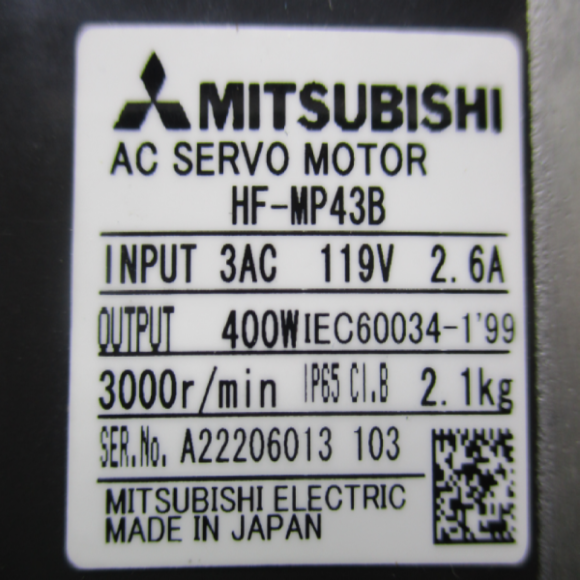 MITSUBISHI
AC SERVO MOTOR
HF-MP43B
INPUT 3AC 119V 2.6A
OUTPUT 400W IEC60034-1'99
3000r/min IP65 Cl.B 2.1kg
SER.No. A22206013 103
MITSUBISHI ELECTRIC
MADE IN JAPAN